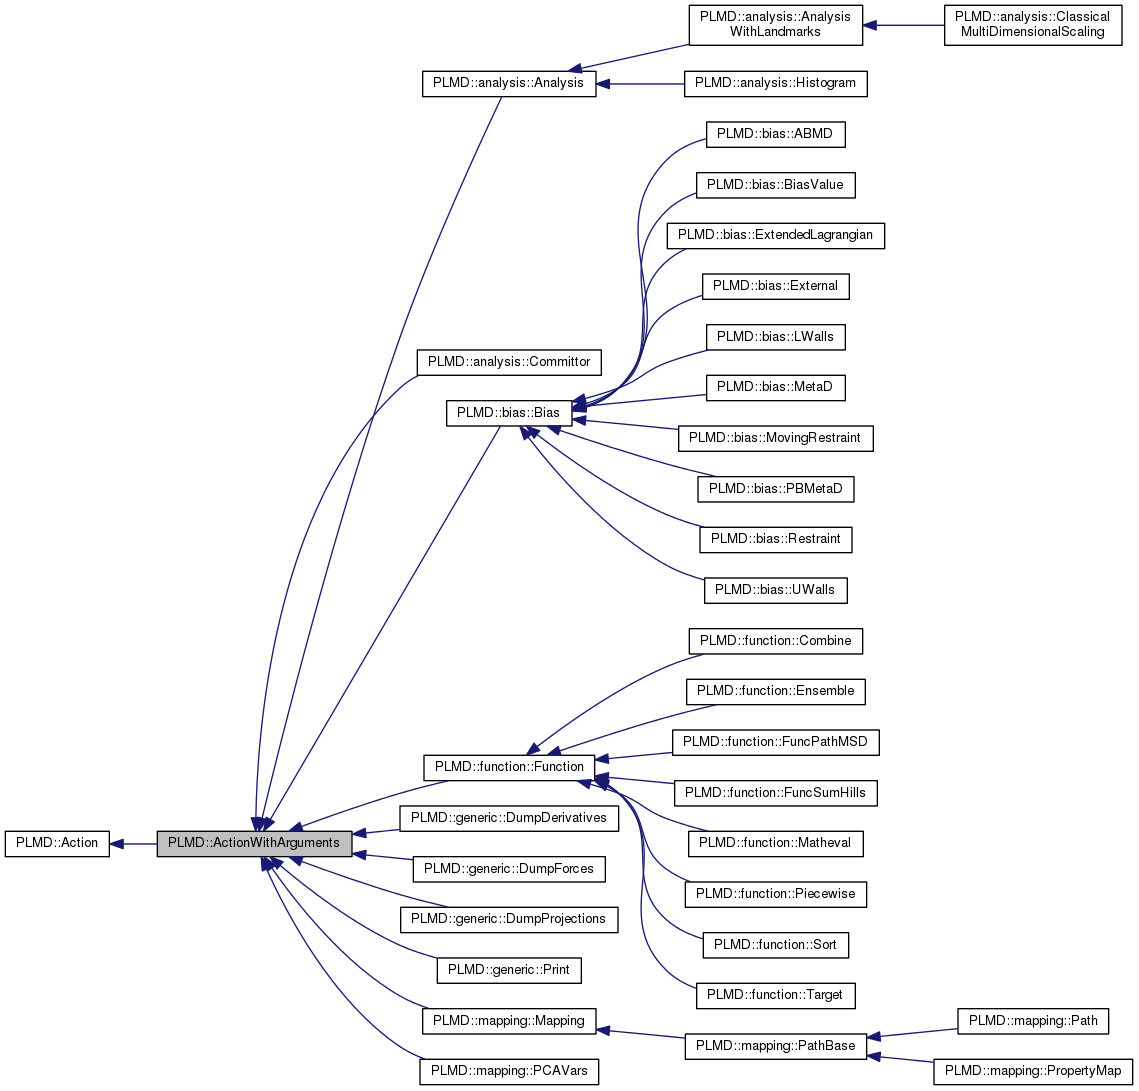 PLMD::analysis::Analysis
WithLandmarks
PLMD::analysis::Classical
MultiDimensionalScaling
PLMD::analysis::Analysis
PLMD::analysis::Histogram
PLMD::bias::ABMD
PLMD::bias::BiasValue
PLMD::bias::ExtendedLagrangian
PLMD::bias::External
PLMD::bias::LWalls
PLMD::analysis::Committor
PLMD::bias::MetaD
PLMD::bias::Bias
PLMD::bias::MovingRestraint
PLMD::bias::PBMetaD
PLMD::bias::Restraint
PLMD::bias::UWalls
PLMD::function::Combine
PLMD::function::Ensemble
PLMD::function::FuncPathMSD
PLMD::function::Function
PLMD::function::FuncSumHills
PLMD::generic::DumpDerivatives
PLMD::Action
PLMD::ActionWithArguments
PLMD::function::Matheval
PLMD::generic::DumpForces
PLMD::function::Piecewise
PLMD::generic::DumpProjections
PLMD::function::Sort
PLMD::generic::Print
PLMD::function::Target
PLMD::mapping::Mapping
PLMD::mapping::Path
PLMD::mapping::PathBase
PLMD::mapping::PCAVars
PLMD::mapping::PropertyMap